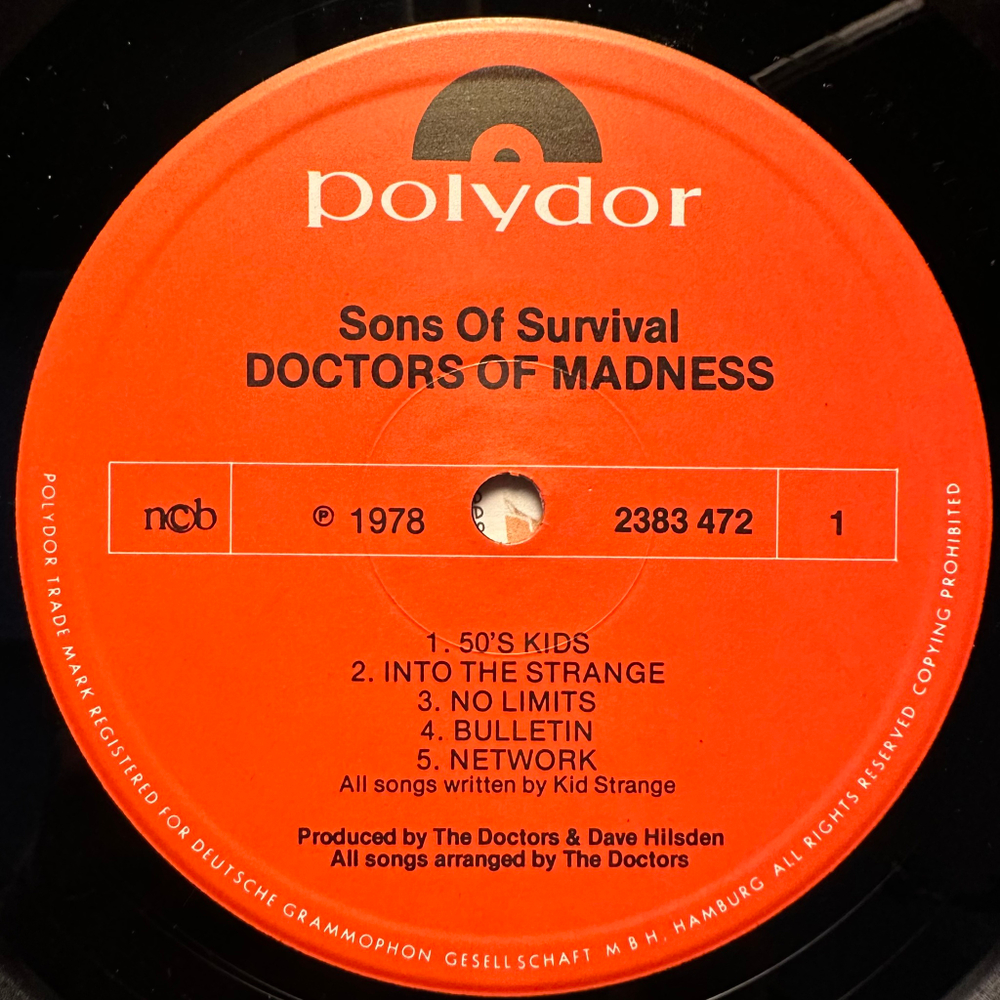 polydor
Sons Of Survival
DOCTORS OF MADNESS
ncb
℗ 1978
2383 472
1
1. 50'S KIDS
2. INTO THE STRANGE
3. NO LIMITS
4. BULLETIN
5. NETWORK
All songs written by Kid Strange
Produced by The Doctors & Dave Hilsden
All songs arranged by The Doctors
POLYDOR TRADE MARK REGISTERED FOR DEUTSCHE GRAMMOPHON GESELLSCHAFT M B H, HAMBURG ALL RIGHTS RESERVED COPYING PROHIBITED